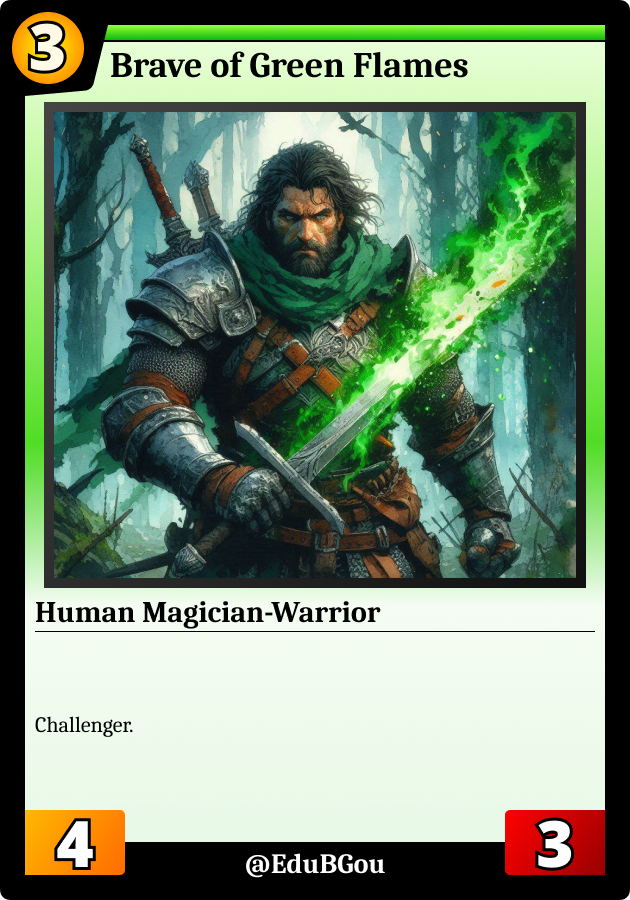 3
Brave of Green Flames
Human Magician-Warrior
Challenger.
4
@EduBGou
3